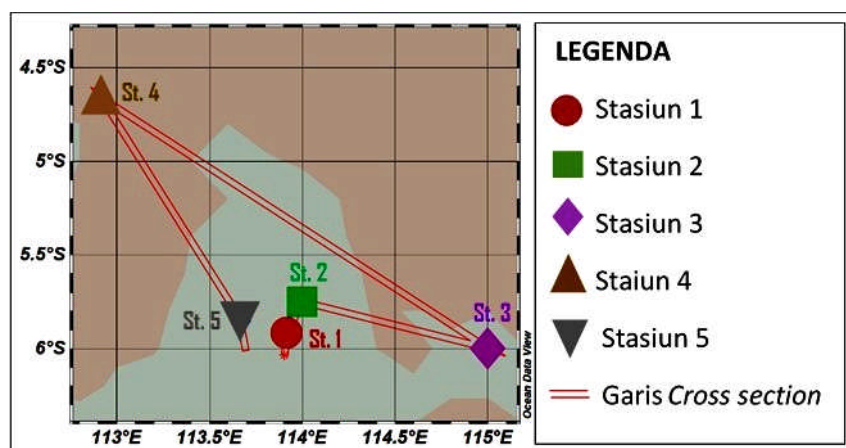 4.5°S
5°S
5.5°S
6°S
113°E
113.5°E
114°E
114.5°E
115°E
St. 4
St. 2
St. 5
St. 1
St. 3
Ocean Data View
LEGENDA
Stasiun 1
Stasiun 2
Stasiun 3
Staiun 4
Stasiun 5
Garis Cross section